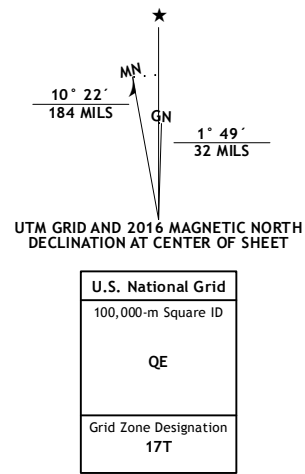 ★
MN
10° 22´
184 MILS
GN
1° 49´
32 MILS
UTM GRID AND 2016 MAGNETIC NORTH
DECLINATION AT CENTER OF SHEET
U.S. National Grid
100,000-m Square ID
QE
Grid Zone Designation
17T